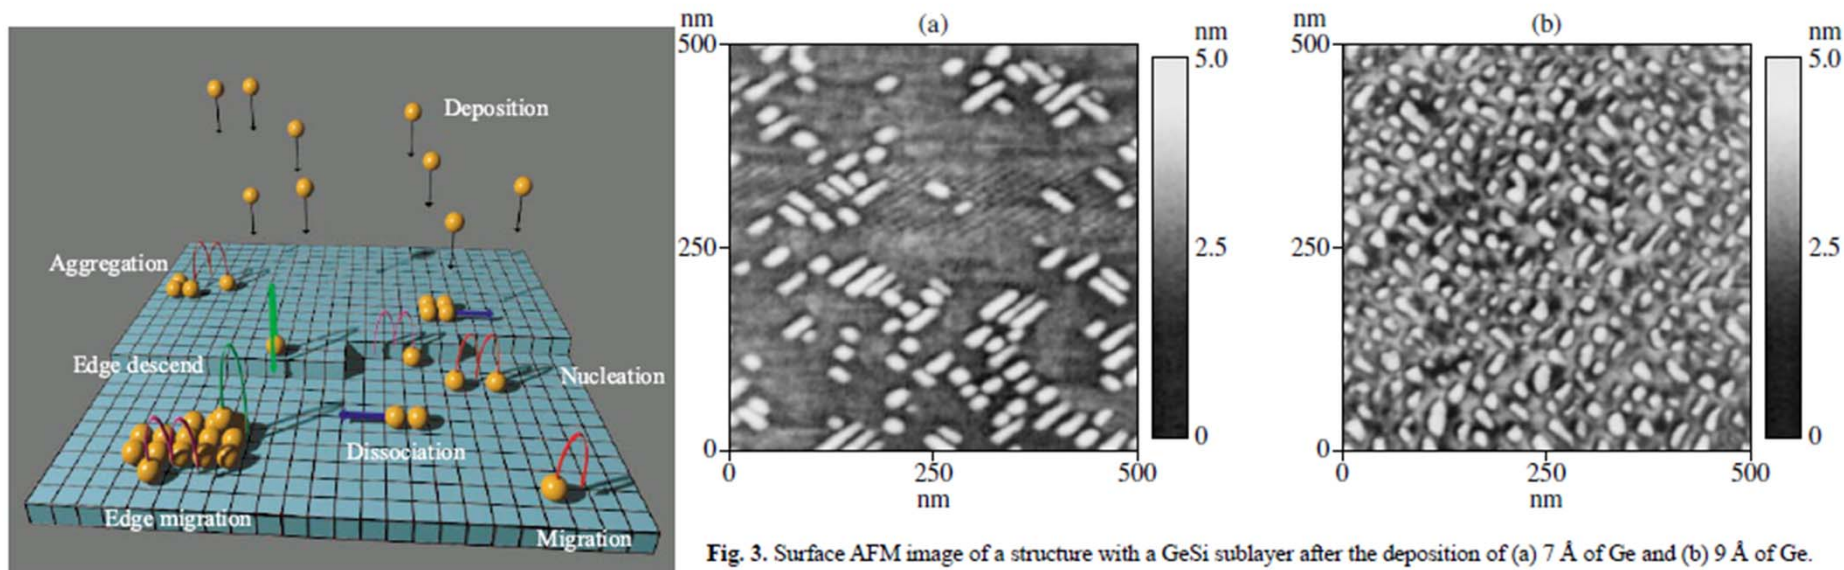 Deposition
Aggregation
Edge descend
Nucleation
Dissociation
Edge migration
Migration
(a)
nm
500
250
0
0
250
500
nm
nm
5.0
2.5
0
(b)
nm
500
250
0
0
250
500
nm
nm
5.0
2.5
0
Fig. 3. Surface AFM image of a structure with a GeSi sublayer after the deposition of (a) 7 Å of Ge and (b) 9 Å of Ge.